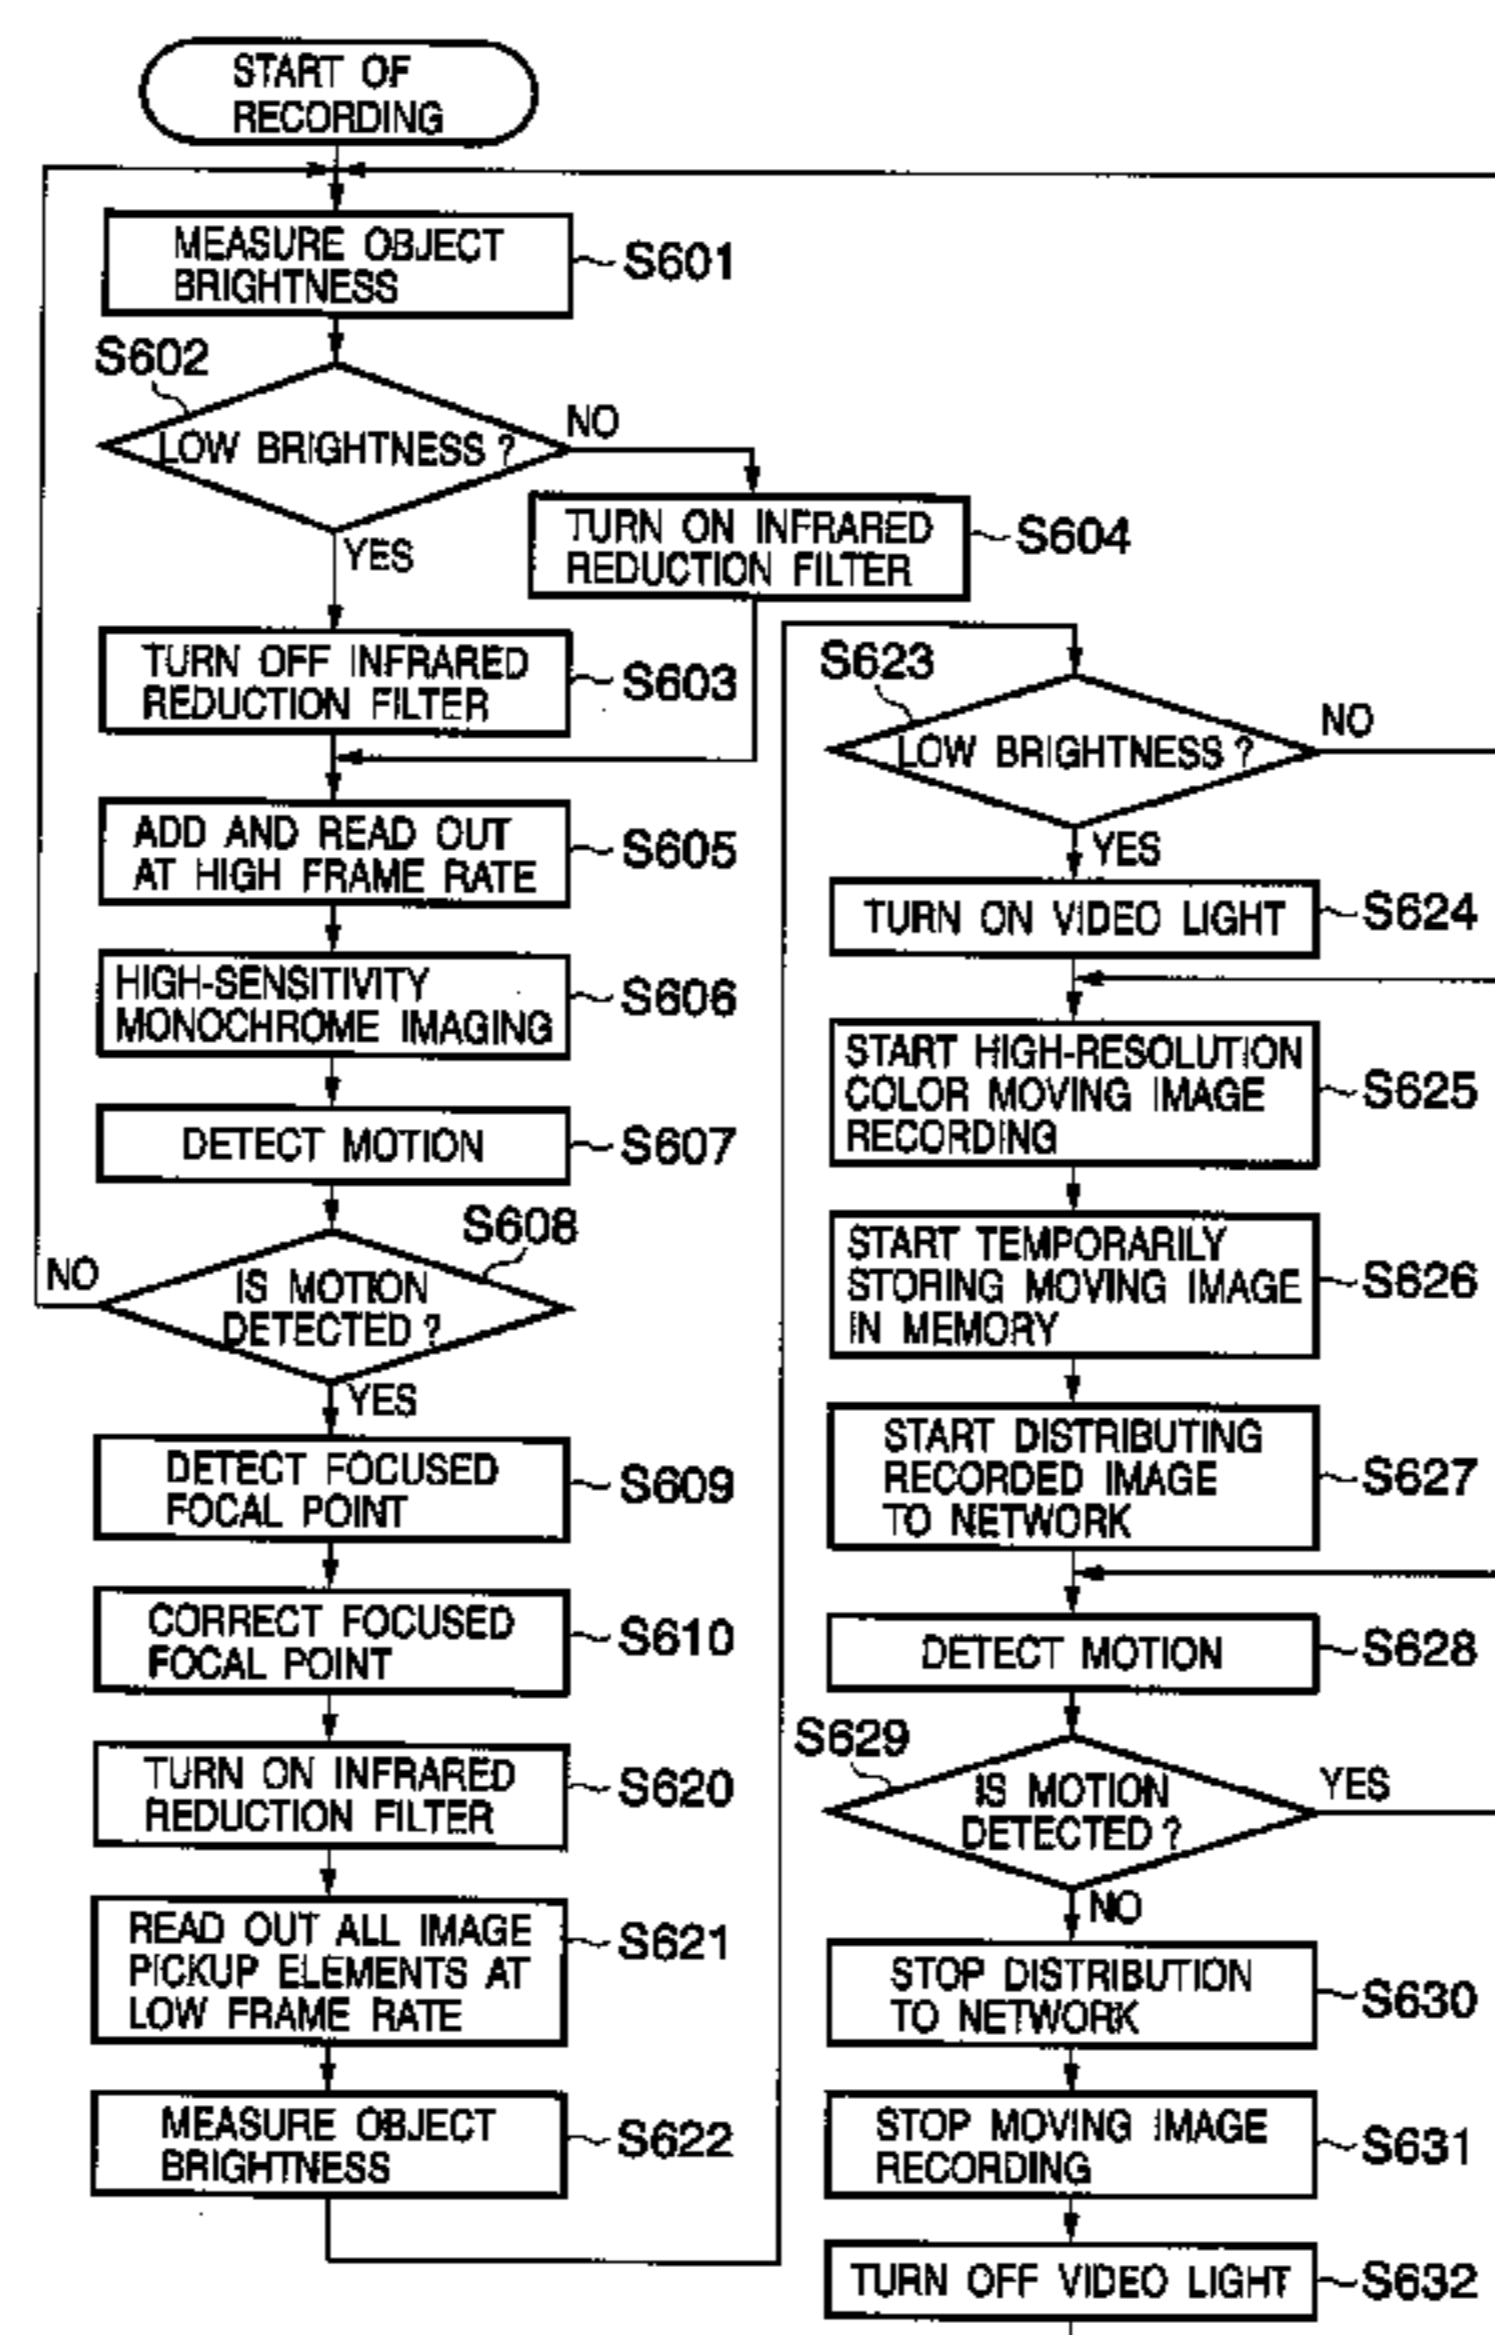 START OF
RECORDING
MEASURE OBJECT
BRIGHTNESS
S601
S602
LOW BRIGHTNESS ?
NO
YES
TURN ON INFRARED
REDUCTION FILTER
S604
TURN OFF INFRARED
REDUCTION FILTER
S603
ADD AND READ OUT
AT HIGH FRAME RATE
S605
HIGH-SENSITIVITY
MONOCHROME IMAGING
S606
DETECT MOTION
S607
S608
IS MOTION
DETECTED ?
NO
YES
DETECT FOCUSED
FOCAL POINT
S609
CORRECT FOCUSED
FOCAL POINT
S610
TURN ON INFRARED
REDUCTION FILTER
S620
READ OUT ALL IMAGE
PICKUP ELEMENTS AT
LOW FRAME RATE
S621
MEASURE OBJECT
BRIGHTNESS
S622
S623
LOW BRIGHTNESS ?
NO
YES
TURN ON VIDEO LIGHT
S624
START HIGH-RESOLUTION
COLOR MOVING IMAGE
RECORDING
S625
START TEMPORARILY
STORING MOVING IMAGE
IN MEMORY
S626
START DISTRIBUTING
RECORDED IMAGE
TO NETWORK
S627
DETECT MOTION
S628
S629
IS MOTION
DETECTED ?
YES
NO
STOP DISTRIBUTION
TO NETWORK
S630
STOP MOVING IMAGE
RECORDING
S631
TURN OFF VIDEO LIGHT
S632